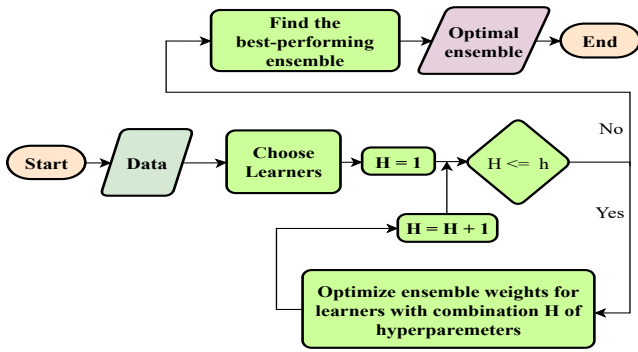 Find the
best-performing
ensemble
Optimal
ensemble
End
Start
Data
Choose
Learners
H = 1
H <= h
No
Yes
H = H + 1
Optimize ensemble weights for
learners with combination H of
hyperparemeters